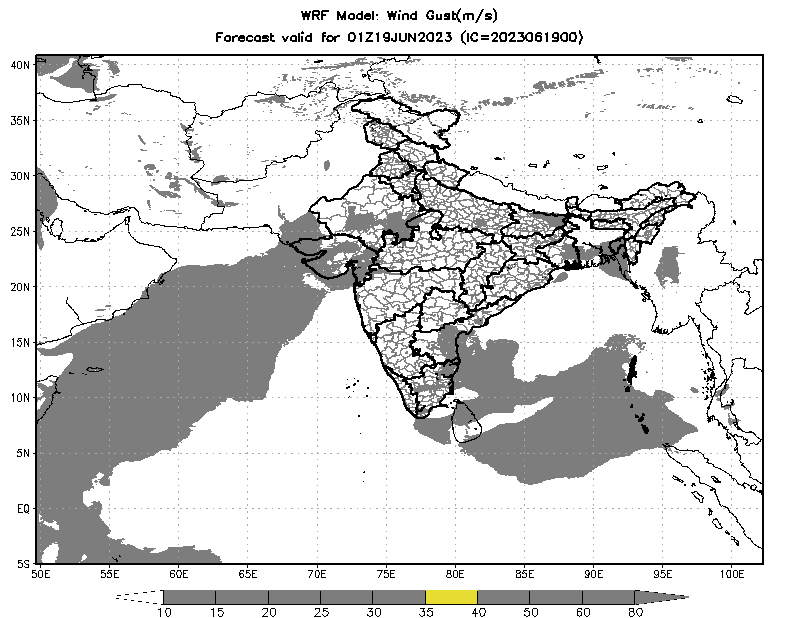 WRF Model: Wind Gust(m/s)
Forecast valid for 01Z19JUN2023 (IC=2023061900)
40N
35N
30N
25N
20N
15N
10N
5N
EQ
5S
50E 55E 60E 65E 70E 75E 80E 85E 90E 95E 100E
10 15 20 25 30 35 40 50 60 80